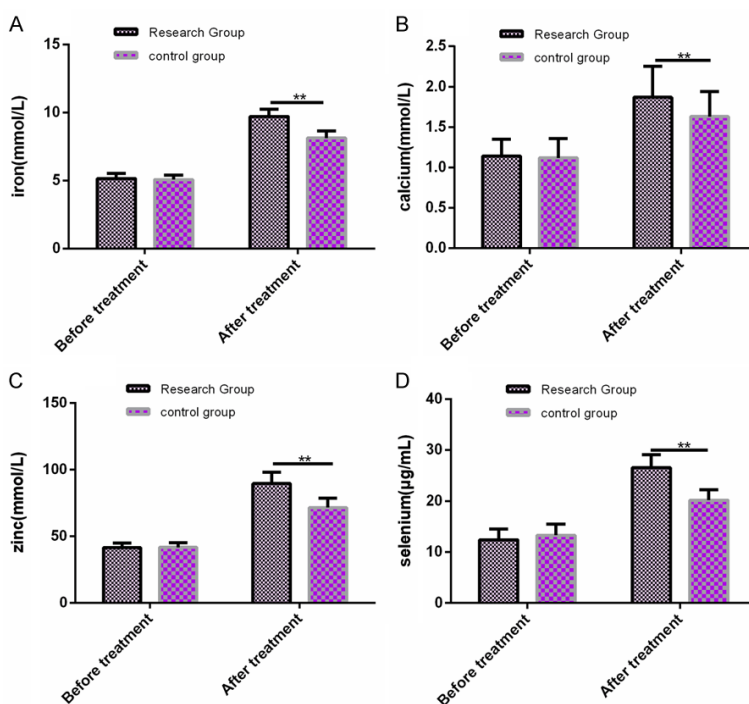 A
Research Group
control group
iron(mmol/L)
15
10
5
0
**
Before treatment
After treatment
B
Research Group
control group
calcium(mmol/L)
2.5
2.0
1.5
1.0
0.5
0.0
**
Before treatment
After treatment
C
Research Group
control group
zinc(mmol/L)
150
100
50
0
**
Before treatment
After treatment
D
Research Group
control group
selenium(μg/mL)
40
30
20
10
0
**
Before treatment
After treatment